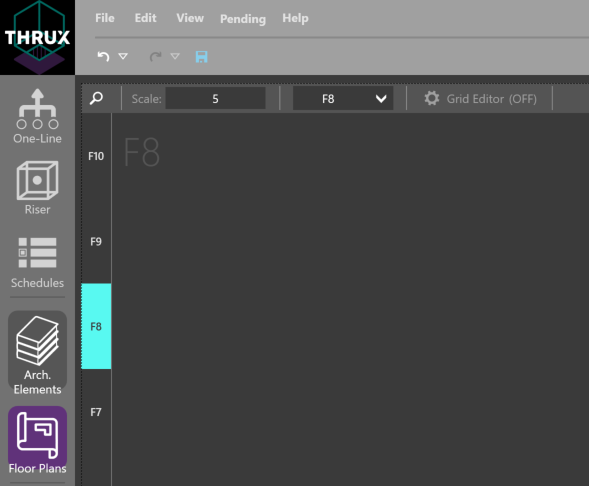 THRUX
File Edit View Pending Help
Scale: 5 F8 Grid Editor (OFF)
One-Line
Riser
Schedules
Arch.
Elements
Floor Plans
F10
F9
F8
F7
F8